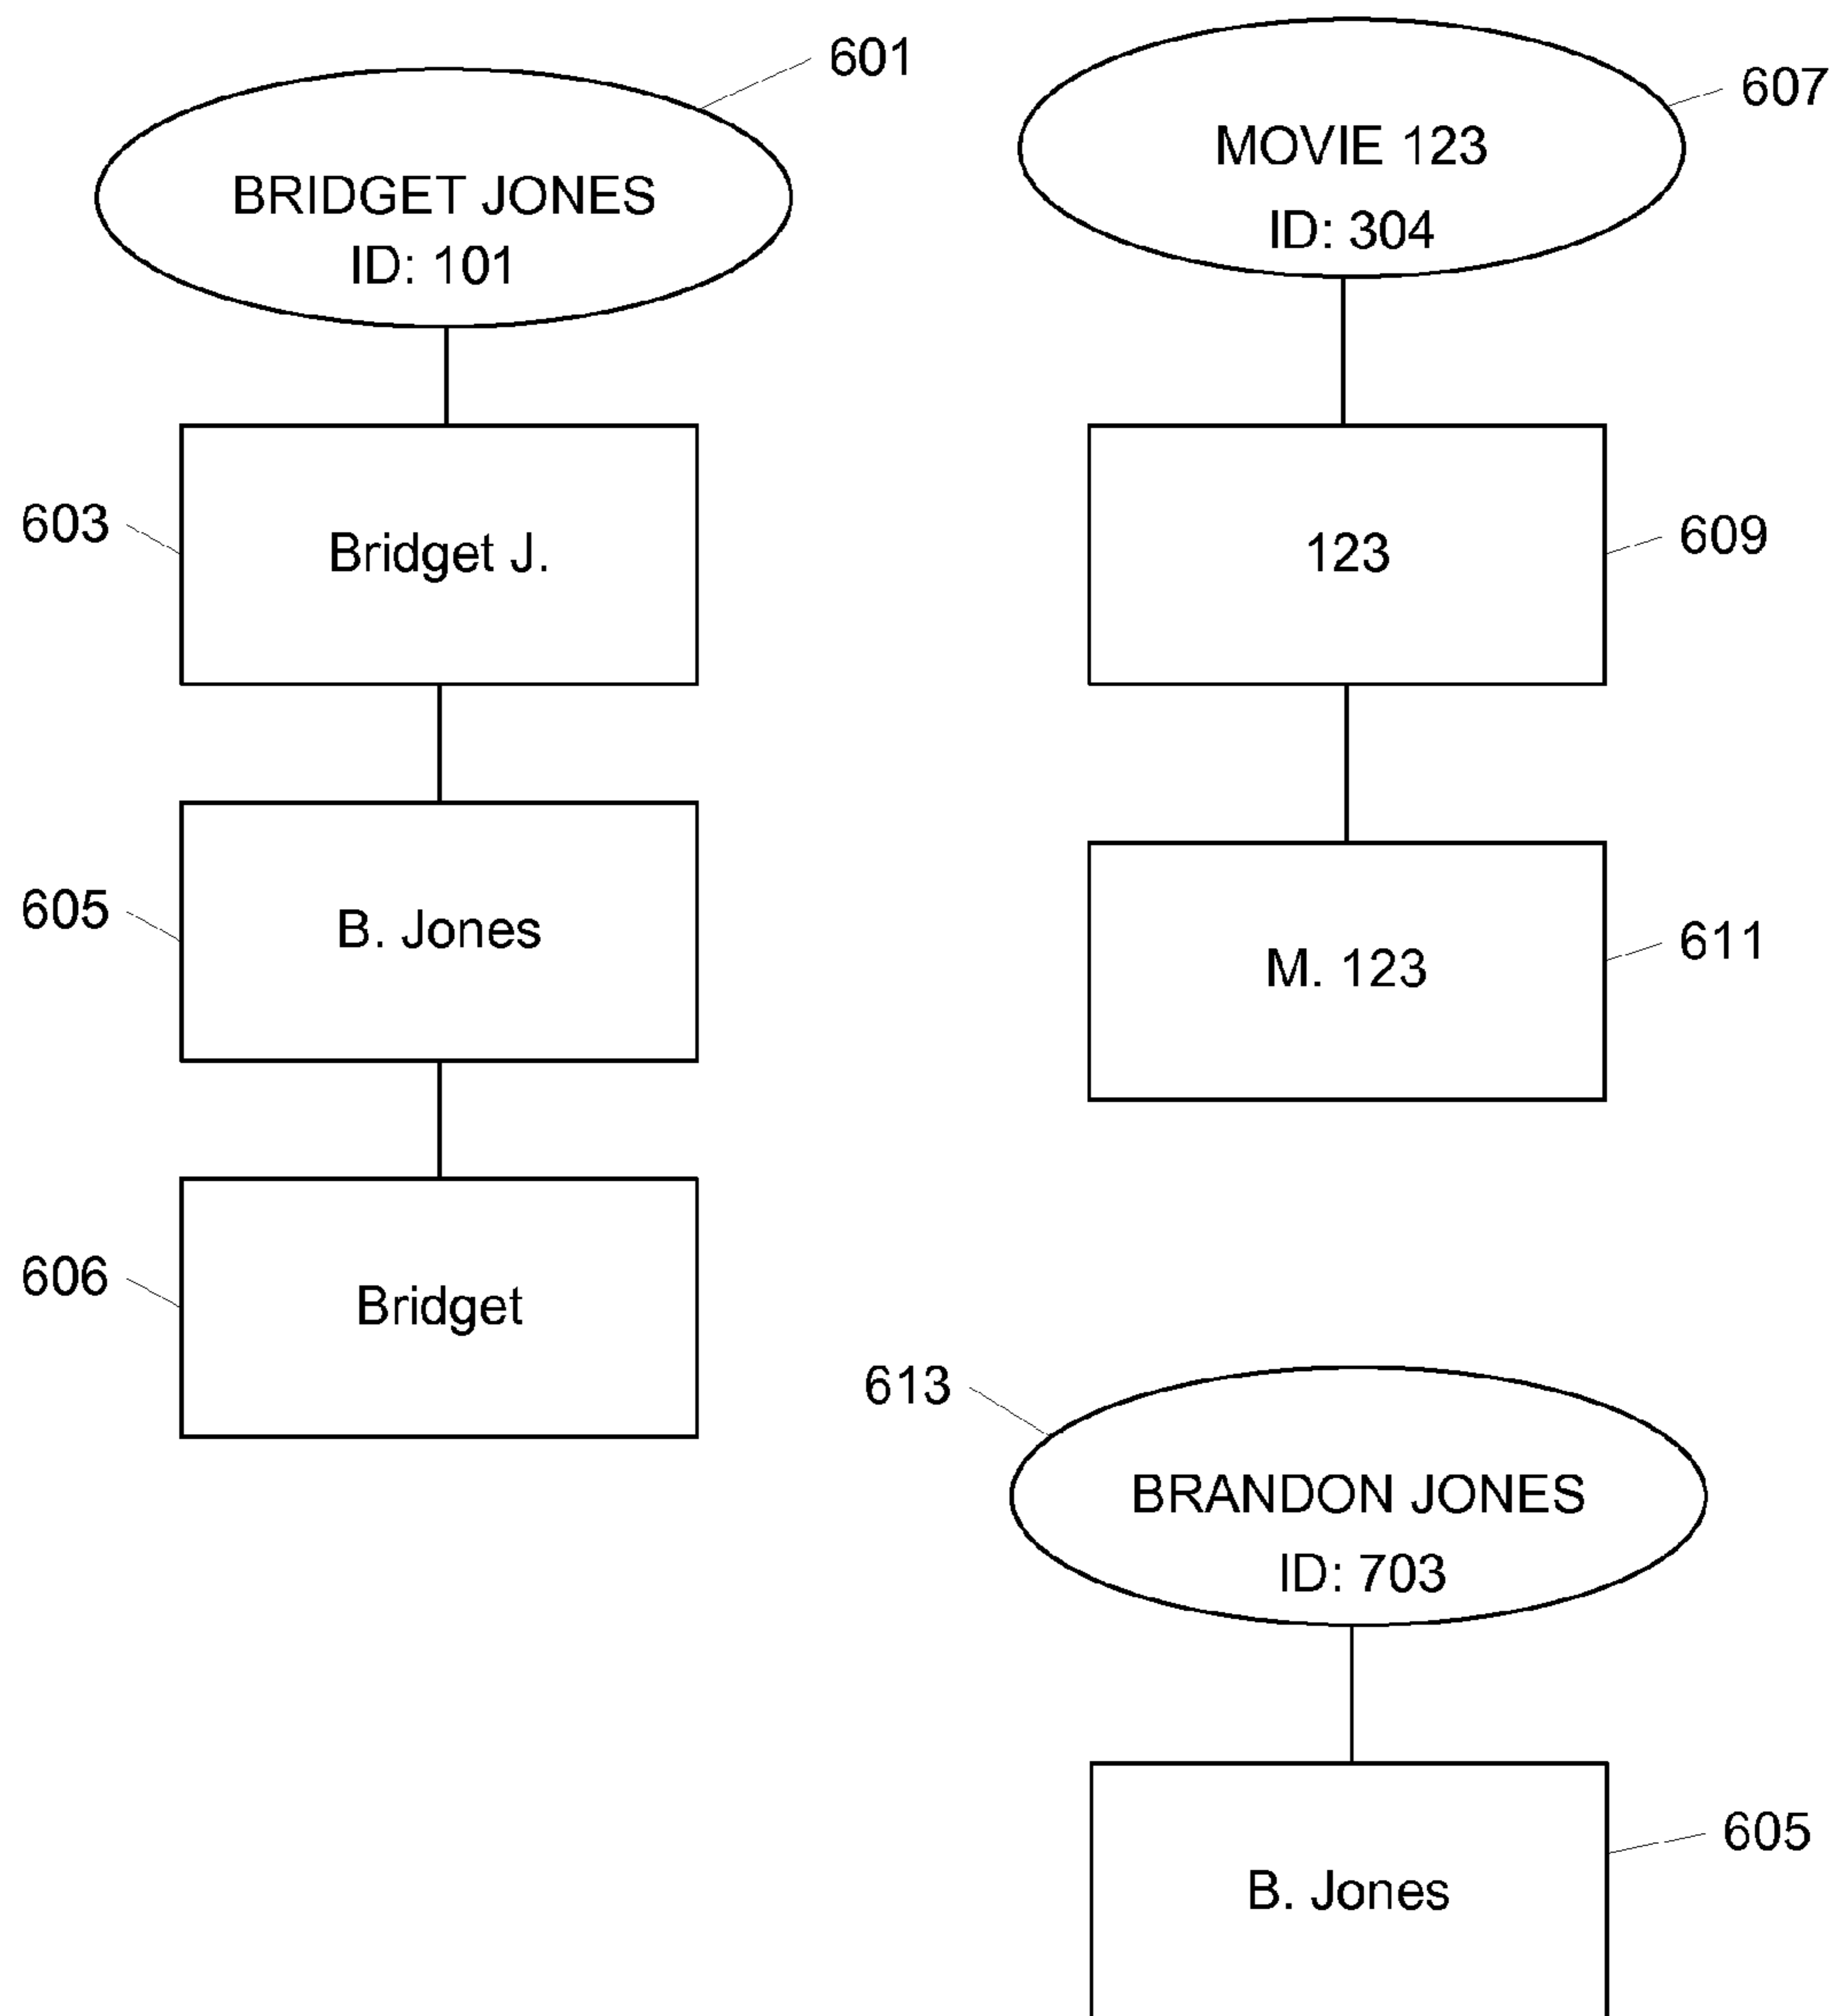 601
BRIDGET JONES
ID: 101
603
Bridget J.
605
B. Jones
606
Bridget
607
MOVIE 123
ID: 304
123
609
M. 123
611
613
BRANDON JONES
ID: 703
605
B. Jones